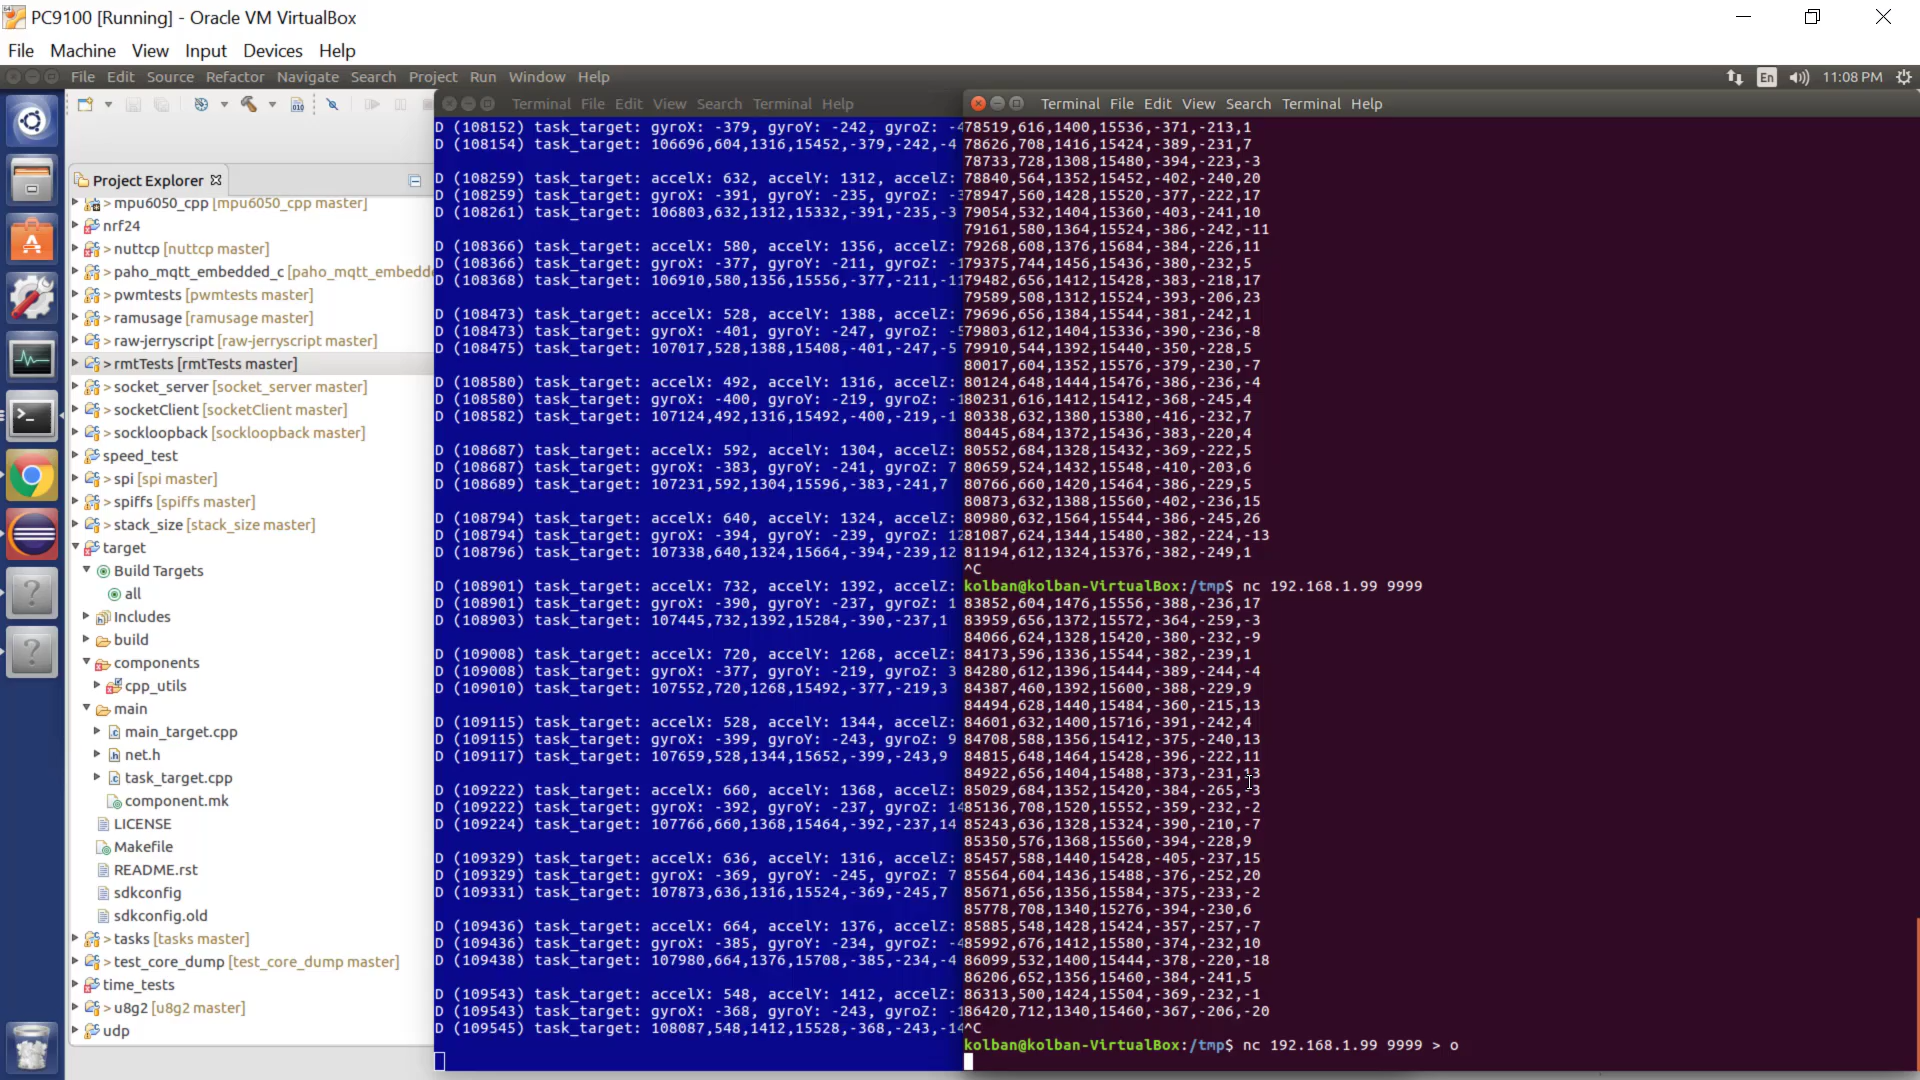 PC9100 [Running] - Oracle VM VirtualBox
File Machine View Input Devices Help
File Edit Source Refactor Navigate Search Project Run Window Help
En 11:08 PM
Terminal File Edit View Search Terminal Help
Terminal File Edit View Search Terminal Help
Project Explorer
> mpu6050_cpp [mpu6050_cpp master]
nrf24
> nuttcp [nuttcp master]
> paho_mqtt_embedded_c [paho_mqtt_embedd
> pwmtests [pwmtests master]
> ramusage [ramusage master]
> raw-jerryscript [raw-jerryscript master]
> rmtTests [rmtTests master]
> socket_server [socket_server master]
> socketClient [socketClient master]
> sockloopback [sockloopback master]
speed_test
> spi [spi master]
> spiffs [spiffs master]
> stack_size [stack_size master]
target
Build Targets
all
Includes
build
components
cpp_utils
main
main_target.cpp
net.h
task_target.cpp
component.mk
LICENSE
Makefile
README.rst
sdkconfig
sdkconfig.old
> tasks [tasks master]
> test_core_dump [test_core_dump master]
time_tests
> u8g2 [u8g2 master]
udp
D (108152) task_target: gyroX: -379, gyroY: -242, gyroZ: -4
D (108154) task_target: 106696,604,1316,15452,-379,-242,-4
D (108259) task_target: accelX: 632, accelY: 1312, accelZ:
D (108259) task_target: gyroX: -391, gyroY: -235, gyroZ: -3
D (108261) task_target: 106803,632,1312,15332,-391,-235,-3
D (108366) task_target: accelX: 580, accelY: 1356, accelZ:
D (108366) task_target: gyroX: -377, gyroY: -211, gyroZ: -1
D (108368) task_target: 106910,580,1356,15556,-377,-211,-11
D (108473) task_target: accelX: 528, accelY: 1388, accelZ:
D (108473) task_target: gyroX: -401, gyroY: -247, gyroZ: -5
D (108475) task_target: 107017,528,1388,15408,-401,-247,-5
D (108580) task_target: accelX: 492, accelY: 1316, accelZ:
D (108580) task_target: gyroX: -400, gyroY: -219, gyroZ: -1
D (108582) task_target: 107124,492,1316,15492,-400,-219,-1
D (108687) task_target: accelX: 592, accelY: 1304, accelZ:
D (108687) task_target: gyroX: -383, gyroY: -241, gyroZ: 7
D (108689) task_target: 107231,592,1304,15596,-383,-241,7
D (108794) task_target: accelX: 640, accelY: 1324, accelZ:
D (108794) task_target: gyroX: -394, gyroY: -239, gyroZ: 12
D (108796) task_target: 107338,640,1324,15664,-394,-239,12
D (108901) task_target: accelX: 732, accelY: 1392, accelZ:
D (108901) task_target: gyroX: -390, gyroY: -237, gyroZ: 1
D (108903) task_target: 107445,732,1392,15284,-390,-237,1
D (109008) task_target: accelX: 720, accelY: 1268, accelZ:
D (109008) task_target: gyroX: -377, gyroY: -219, gyroZ: 3
D (109010) task_target: 107552,720,1268,15492,-377,-219,3
D (109115) task_target: accelX: 528, accelY: 1344, accelZ:
D (109115) task_target: gyroX: -399, gyroY: -243, gyroZ: 9
D (109117) task_target: 107659,528,1344,15652,-399,-243,9
D (109222) task_target: accelX: 660, accelY: 1368, accelZ:
D (109222) task_target: gyroX: -392, gyroY: -237, gyroZ: 14
D (109224) task_target: 107766,660,1368,15464,-392,-237,14
D (109329) task_target: accelX: 636, accelY: 1316, accelZ:
D (109329) task_target: gyroX: -369, gyroY: -245, gyroZ: 7
D (109331) task_target: 107873,636,1316,15524,-369,-245,7
D (109436) task_target: accelX: 664, accelY: 1376, accelZ:
D (109436) task_target: gyroX: -385, gyroY: -234, gyroZ: -4
D (109438) task_target: 107980,664,1376,15708,-385,-234,-4
D (109543) task_target: accelX: 548, accelY: 1412, accelZ:
D (109543) task_target: gyroX: -368, gyroY: -243, gyroZ: -1
D (109545) task_target: 108087,548,1412,15528,-368,-243,-14
78519,616,1400,15536,-371,-213,1
78626,708,1416,15424,-389,-231,7
78733,728,1308,15480,-394,-223,-3
78840,564,1352,15452,-402,-240,20
78947,560,1428,15520,-377,-222,17
79054,532,1404,15360,-403,-241,10
79161,580,1364,15524,-386,-242,-11
79268,608,1376,15684,-384,-226,11
79375,744,1456,15436,-380,-232,5
79482,656,1412,15428,-383,-218,17
79589,508,1312,15524,-393,-206,23
79696,656,1384,15544,-381,-242,1
79803,612,1404,15336,-390,-236,-8
79910,544,1392,15440,-350,-228,5
80017,604,1352,15576,-379,-230,-7
80124,648,1444,15476,-386,-236,-4
80231,616,1412,15412,-368,-245,4
80338,632,1380,15380,-416,-232,7
80445,684,1372,15436,-383,-220,4
80552,684,1328,15432,-369,-222,5
80659,524,1432,15548,-410,-203,6
80766,660,1420,15464,-386,-229,5
80873,632,1388,15560,-402,-236,15
80980,632,1564,15544,-386,-245,26
81087,624,1344,15480,-382,-224,-13
81194,612,1324,15376,-382,-249,1
^C
kolban@kolban-VirtualBox:/tmp$ nc 192.168.1.99 9999
83852,604,1476,15556,-388,-236,17
83959,656,1372,15572,-364,-259,-3
84066,624,1328,15420,-380,-232,-9
84173,596,1336,15544,-382,-239,1
84280,612,1396,15444,-389,-244,-4
84387,460,1392,15600,-388,-229,9
84494,628,1440,15484,-360,-215,13
84601,632,1400,15716,-391,-242,4
84708,588,1356,15412,-375,-240,13
84815,648,1464,15428,-396,-222,11
84922,656,1404,15488,-373,-231,13
85029,684,1352,15420,-384,-265,-3
85136,708,1520,15552,-359,-232,-2
85243,636,1328,15324,-390,-210,-7
85350,576,1368,15560,-394,-228,9
85457,588,1440,15428,-405,-237,15
85564,604,1436,15488,-376,-252,20
85671,656,1356,15584,-375,-233,-2
85778,708,1340,15276,-394,-230,6
85885,548,1428,15424,-357,-257,-7
85992,676,1412,15580,-374,-232,10
86099,532,1400,15444,-378,-220,-18
86206,652,1356,15460,-384,-241,5
86313,500,1424,15504,-369,-232,-1
86420,712,1340,15460,-367,-206,-20
^C
kolban@kolban-VirtualBox:/tmp$ nc 192.168.1.99 9999 > o